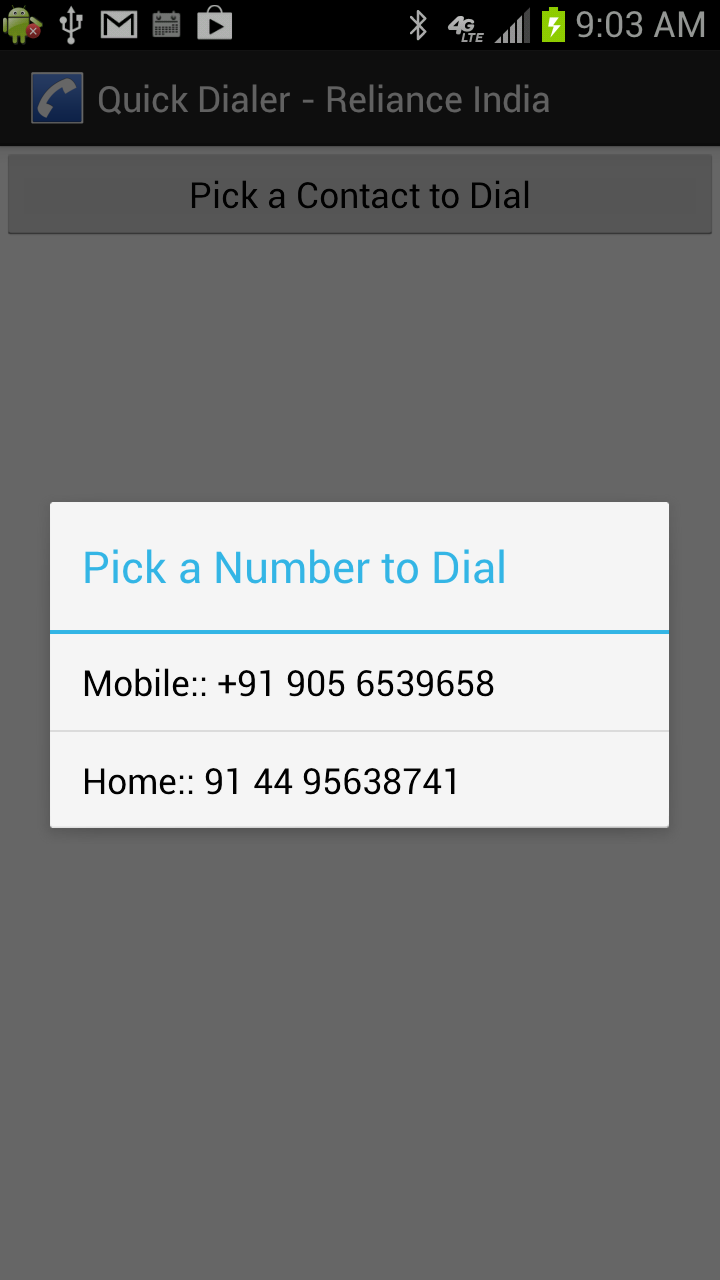 4G LTE 9:03 AM
Quick Dialer - Reliance India
Pick a Contact to Dial
Pick a Number to Dial
Mobile:: +91 905 6539658
Home:: 91 44 95638741